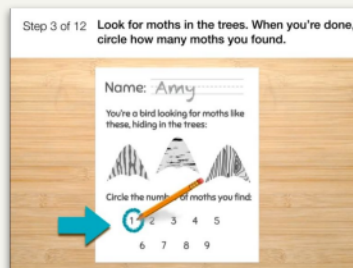 Step 3 of 12 Look for moths in the trees. When you're done,
circle how many moths you found.
Name: Amy
You're a bird looking for moths like
these, hiding in the trees:
Circle the number of moths you find:
1 2 3 4 5
6 7 8 9